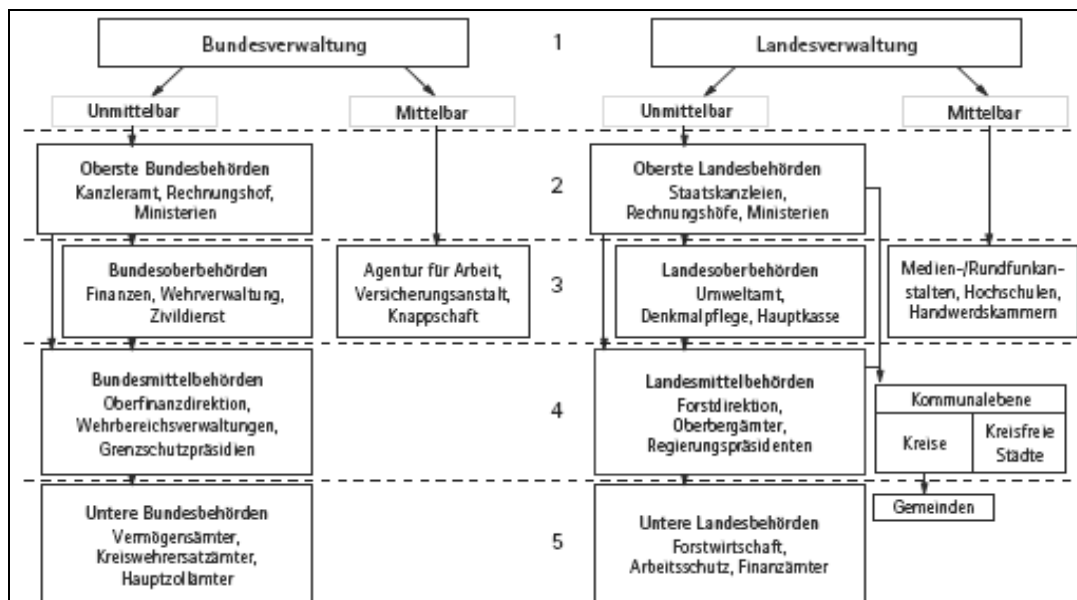 Bundesverwaltung
1
Landesverwaltung
Unmittelbar
Mittelbar
Unmittelbar
Mittelbar
Oberste Bundesbehörden
Kanzleramt, Rechnungshof,
Ministerien
2
Oberste Landesbehörden
Staatskanzleien,
Rechnungshöfe, Ministerien
Bundesoberbehörden
Finanzen, Wehrverwaltung,
Zivildienst
Agentur für Arbeit,
Versicherungsanstalt,
Knappschaft
3
Landesoberbehörden
Umweltamt,
Denkmalpflege, Hauptkasse
Medien-/Rundfunkan-
stalten, Hochschulen,
Handwerdskammern
Bundesmittelbehörden
Oberfinanzdirektion,
Wehrbereichsverwaltungen,
Grenzschutzpräsidien
4
Landesmittelbehörden
Forstdirektion,
Oberbergämter,
Regierungspräsidenten
Kommunalebene
Kreise
Kreisfreie
Städte
Gemeinden
Untere Bundesbehörden
Vermögensämter,
Kreiswehrersatzämter,
Hauptzollämter
5
Untere Landesbehörden
Forstwirtschaft,
Arbeitsschutz, Finanzämter